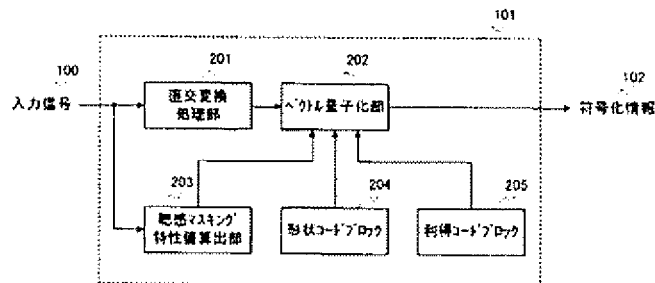 101
100
201
202
102
入力信号
直交変換
処理部
ベクトル量子化部
符号化情報
203
204
205
聴感マスキング
特性値算出部
形状コードブロック
利得コードブロック